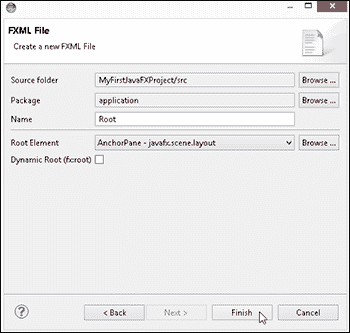 FXML File
Create a new FXML File
Source folder MyFirstJavaFXProject/src Browse ...
Package application Browse ...
Name Root
Root Element AnchorPane - javafx.scene.layout Browse ...
Dynamic Root (fx:root)
? < Back Next > Finish Cancel